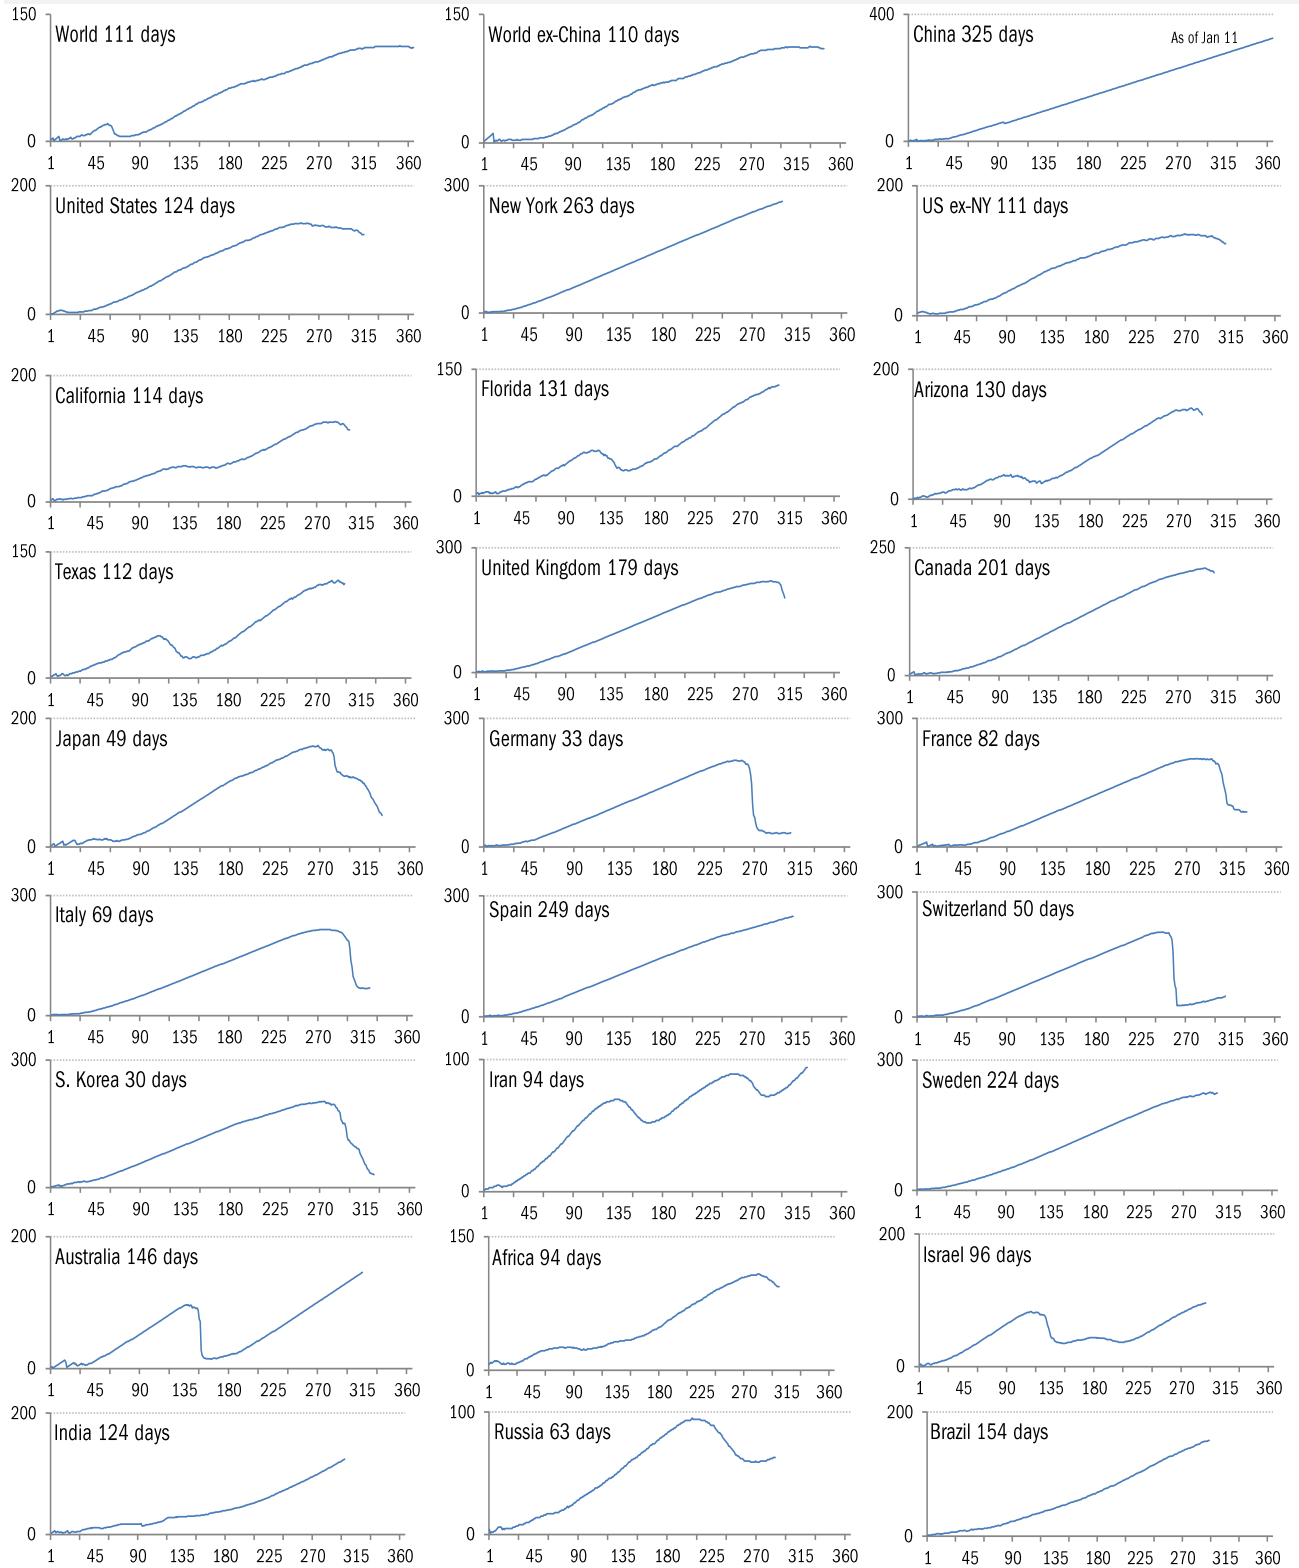 150 150 400
World 111 days World ex-China 110 days China 325 days As of Jan 11
0 0 0
1 45 90 135 180 225 270 315 360 1 45 90 135 180 225 270 315 360 1 45 90 135 180 225 270 315 360
200 300 200
United States 124 days New York 263 days US ex-NY 111 days
0 0 0
1 45 90 135 180 225 270 315 360 1 45 90 135 180 225 270 315 360 1 45 90 135 180 225 270 315 360
200 150 200
California 114 days Florida 131 days Arizona 130 days
0 0 0
1 45 90 135 180 225 270 315 360 1 45 90 135 180 225 270 315 360 1 45 90 135 180 225 270 315 360
150 300 250
Texas 112 days United Kingdom 179 days Canada 201 days
0 0 0
1 45 90 135 180 225 270 315 360 1 45 90 135 180 225 270 315 360 1 45 90 135 180 225 270 315 360
200 300 300
Japan 49 days Germany 33 days France 82 days
0 0 0
1 45 90 135 180 225 270 315 360 1 45 90 135 180 225 270 315 360 1 45 90 135 180 225 270 315 360
300 300 300
Italy 69 days Spain 249 days Switzerland 50 days
0 0 0
1 45 90 135 180 225 270 315 360 1 45 90 135 180 225 270 315 360 1 45 90 135 180 225 270 315 360
300 100 300
S. Korea 30 days Iran 94 days Sweden 224 days
0 0 0
1 45 90 135 180 225 270 315 360 1 45 90 135 180 225 270 315 360 1 45 90 135 180 225 270 315 360
200 150 200
Australia 146 days Africa 94 days Israel 96 days
0 0 0
1 45 90 135 180 225 270 315 360 1 45 90 135 180 225 270 315 360 1 45 90 135 180 225 270 315 360
200 100 200
India 124 days Russia 63 days Brazil 154 days
0 0 0
1 45 90 135 180 225 270 315 360 1 45 90 135 180 225 270 315 360 1 45 90 135 180 225 270 315 360